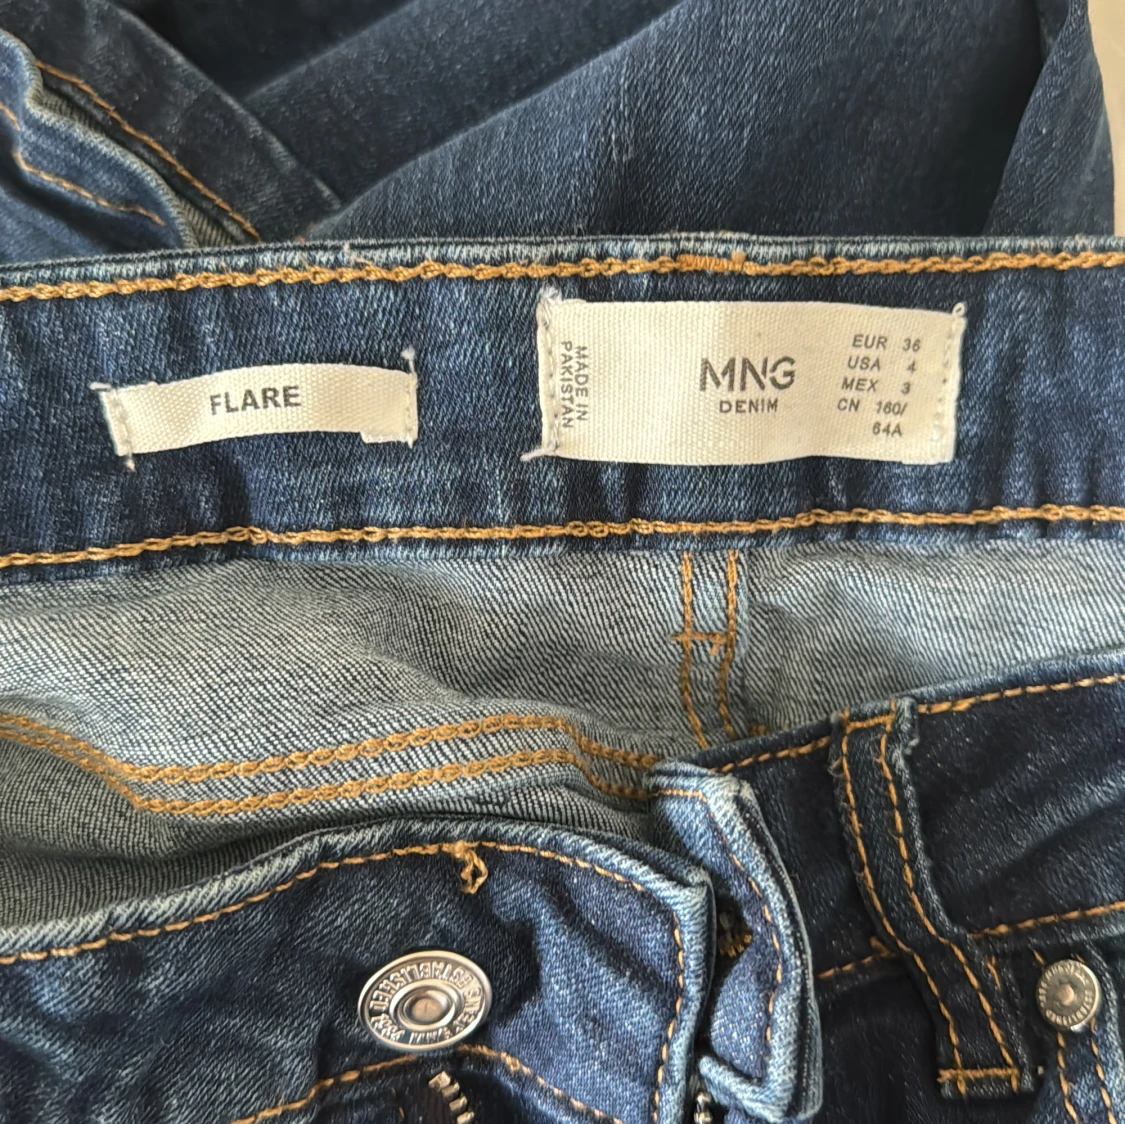 FLARE
MADE IN
PAKISTAN
MNG
DENIM
EUR 36
USA 4
MEX 3
CN 160/
64A